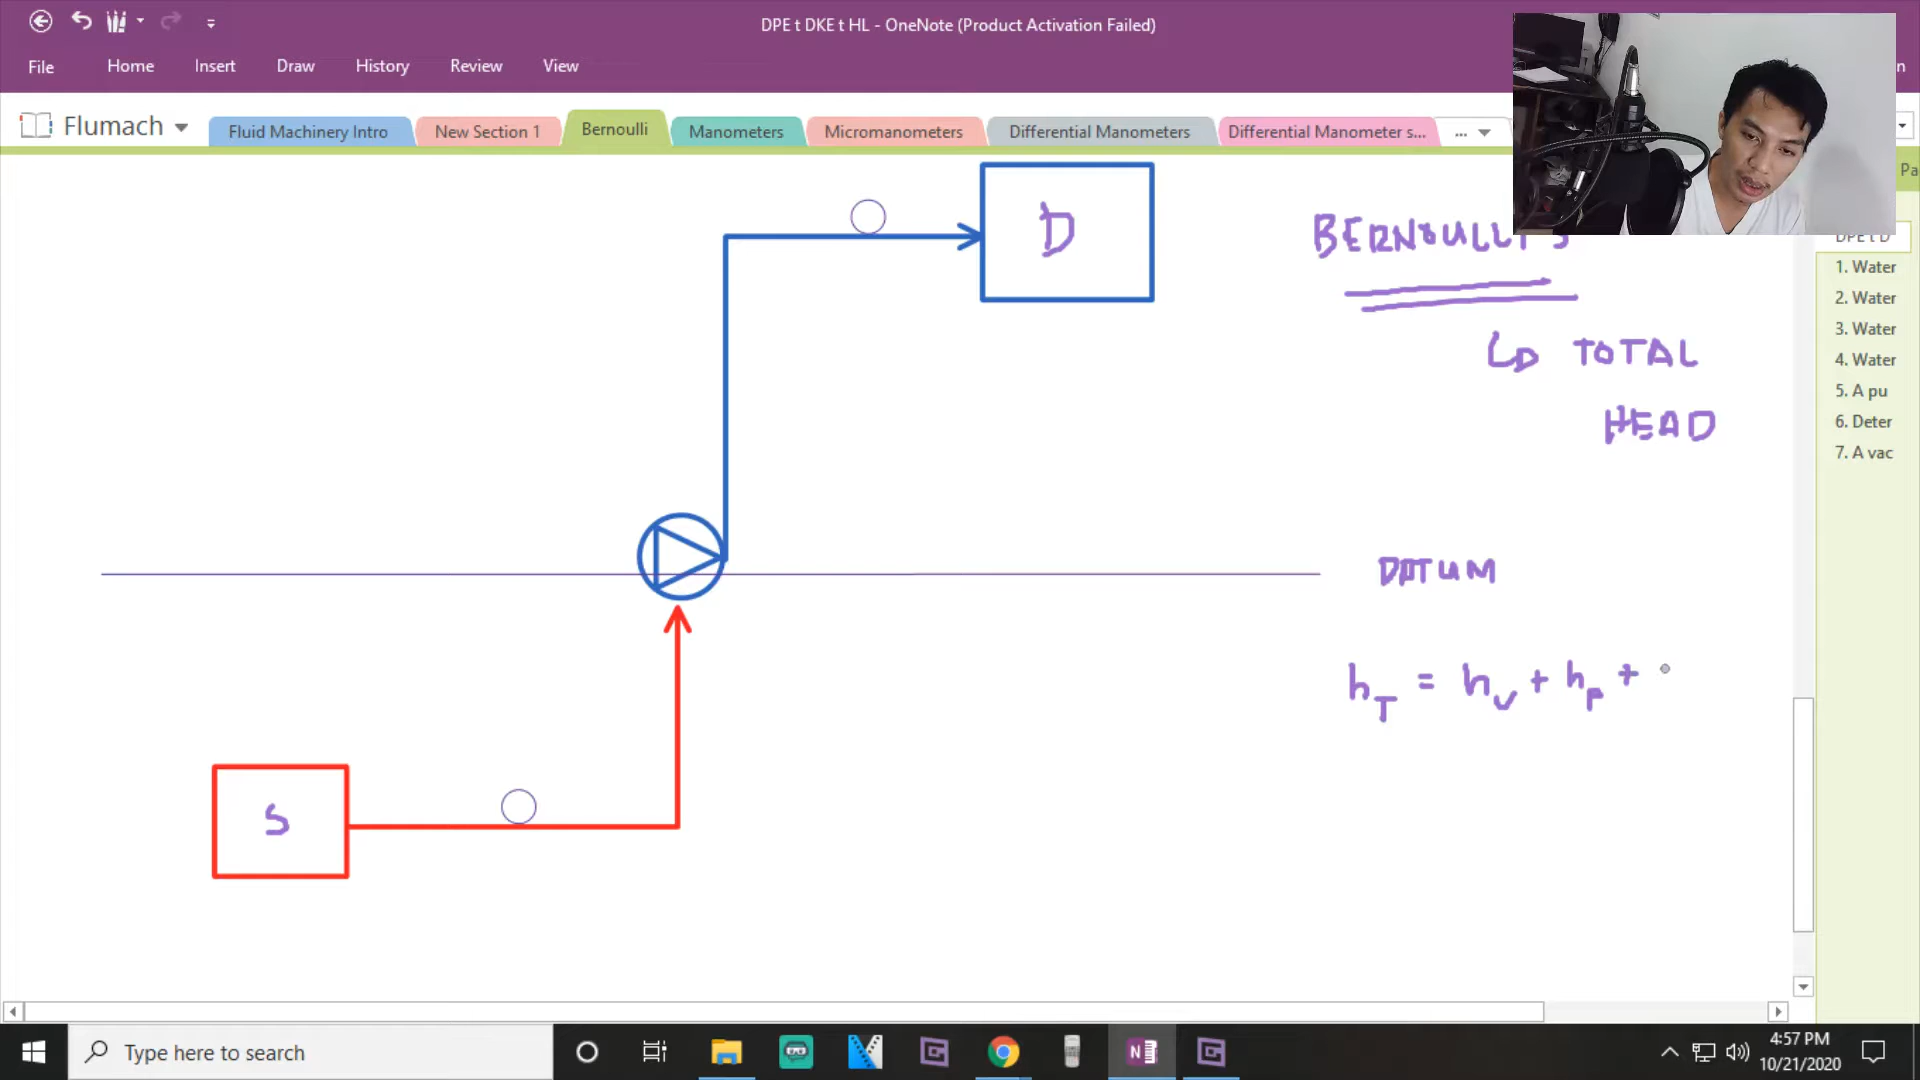 DPE t DKE t HL - OneNote (Product Activation Failed)
File Home Insert Draw History Review View
Flumach Fluid Machinery Intro New Section 1 Bernoulli Manometers Micromanometers Differential Manometers Differential Manometer s... ...
Pa
D
BERNOULLI'S
DPE t D
1. Water
2. Water
3. Water
4. Water
5. A pu
6. Deter
7. A vac
TOTAL
HEAD
DATUM
hT = hv + hp +
S
Type here to search
4:57 PM
10/21/2020